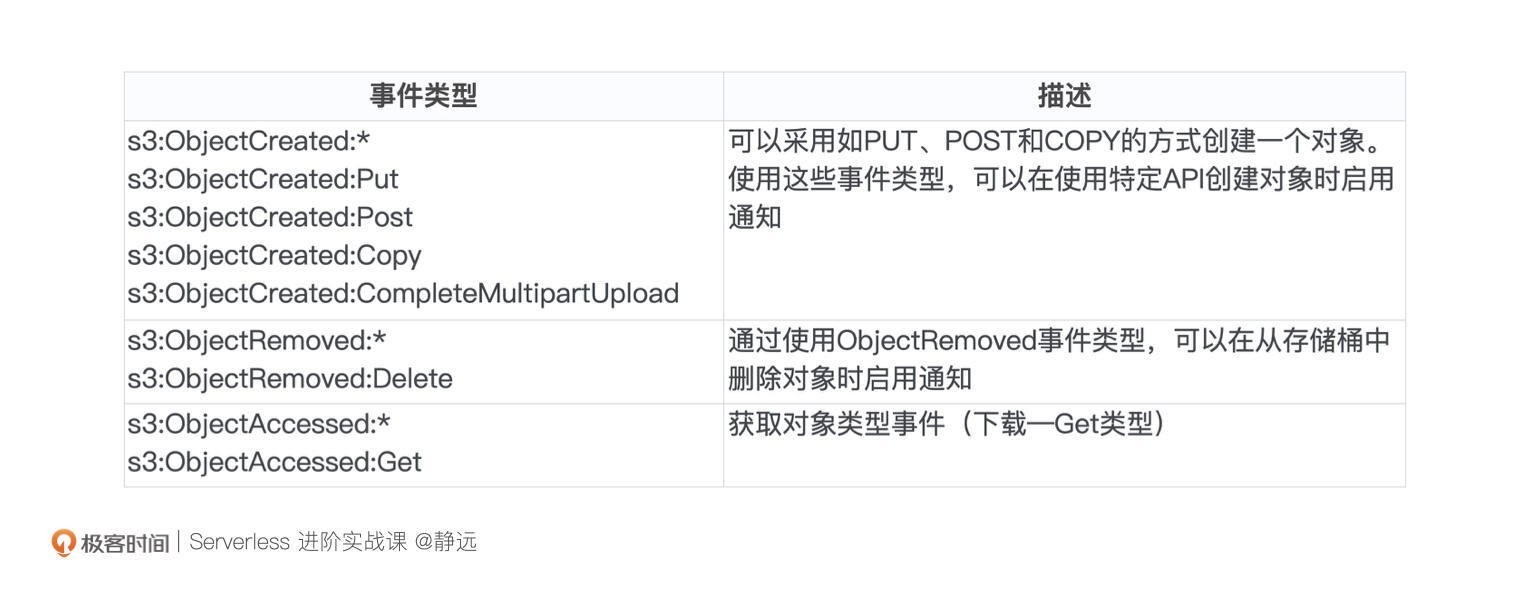 事件类型
描述
s3:ObjectCreated:*
s3:ObjectCreated:Put
s3:ObjectCreated:Post
s3:ObjectCreated:Copy
s3:ObjectCreated:CompleteMultipartUpload
可以采用如PUT、POST和COPY的方式创建一个对象。
使用这些事件类型，可以在使用特定API创建对象时启用
通知
s3:ObjectRemoved:*
s3:ObjectRemoved:Delete
通过使用ObjectRemoved事件类型，可以在从存储桶中
删除对象时启用通知
s3:ObjectAccessed:*
s3:ObjectAccessed:Get
获取对象类型事件（下载—Get类型）
极客时间 | Serverless 进阶实战课 @静远